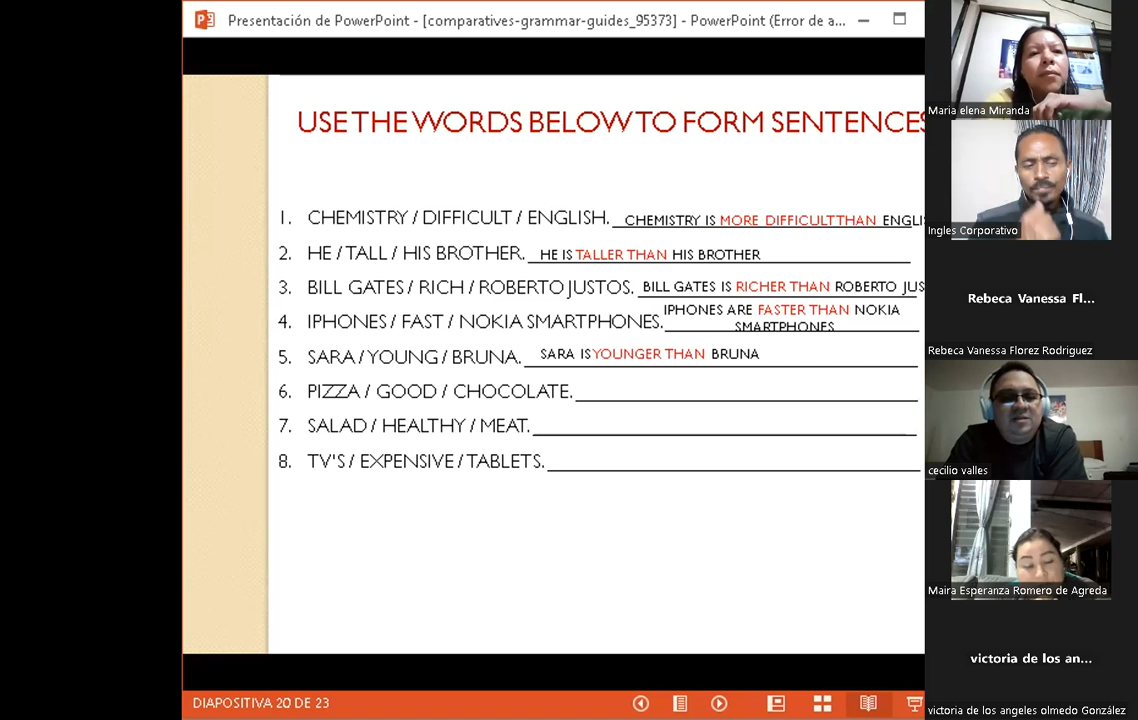 Presentación de PowerPoint - [comparatives-grammar-guides_95373] - PowerPoint (Error de a...
USE THE WORDS BELOW TO FORM SENTENCES
1. CHEMISTRY / DIFFICULT / ENGLISH. CHEMISTRY IS MORE DIFFICULT THAN ENGLI
2. HE / TALL / HIS BROTHER. HE IS TALLER THAN HIS BROTHER
3. BILL GATES / RICH / ROBERTO JUSTOS. BILL GATES IS RICHER THAN ROBERTO JUS
4. IPHONES / FAST / NOKIA SMARTPHONES. IPHONES ARE FASTER THAN NOKIA
SMARTPHONES
5. SARA / YOUNG / BRUNA. SARA IS YOUNGER THAN BRUNA
6. PIZZA / GOOD / CHOCOLATE.
7. SALAD / HEALTHY / MEAT.
8. TV'S / EXPENSIVE / TABLETS.
DIAPOSITIVA 20 DE 23
Maria elena Miranda
Ingles Corporativo
Rebeca Vanessa Fl...
Rebeca Vanessa Florez Rodriguez
cecilio valles
Maira Esperanza Romero de Agreda
victoria de los an...
victoria de los angeles olmedo González